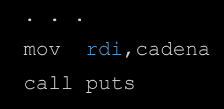 . . .
mov  rdi,cadena
call puts